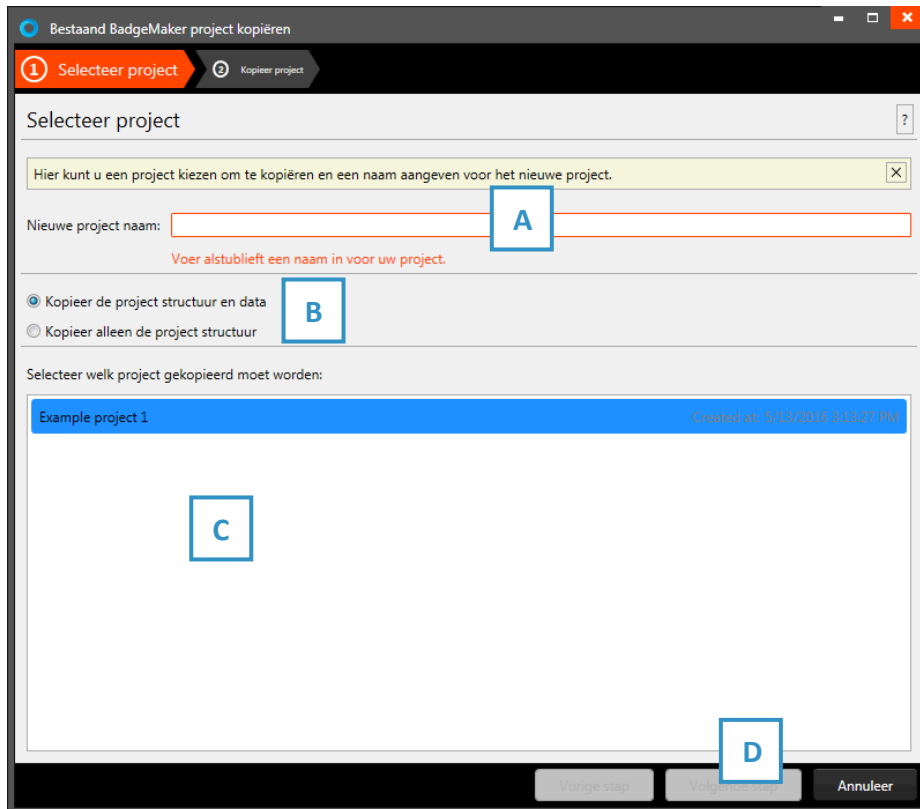 Bestaand BadgeMaker project kopiëren
1 Selecteer project 2 Kopieer project
Selecteer project ?
Hier kunt u een project kiezen om te kopiëren en een naam aangeven voor het nieuwe project.
A
Nieuwe project naam:
Voer alstublieft een naam in voor uw project.
Kopieer de project structuur en data
B
Kopieer alleen de project structuur
Selecteer welk project gekopieerd moet worden:
Example project 1 Created at: 5/13/2016 3:13:27 PM
C
D
Vorige stap Volgende stap Annuleer